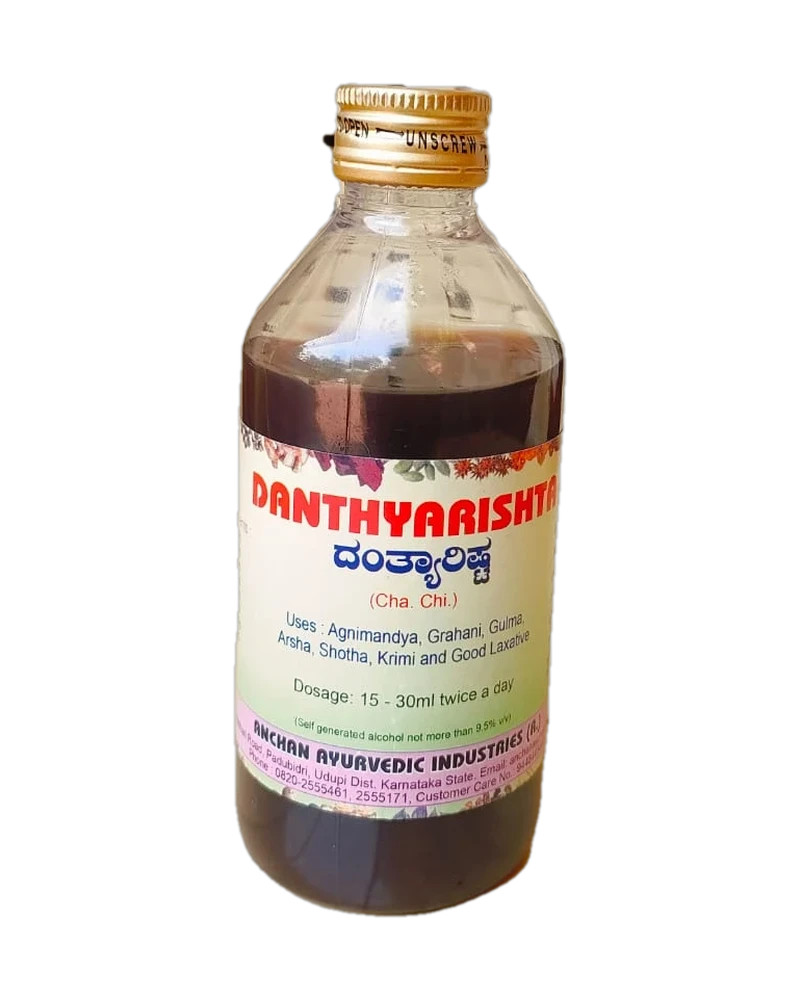 OPEN UNSCREW
DANTHYARISHTA
ದಂತ್ಯಾರಿಷ್ಟ
(Cha. Chi.)
Uses : Agnimandya, Grahani, Gulma,
Arsha, Shotha, Krimi and Good Laxative
Dosage: 15 - 30ml twice a day
(Self generated alcohol not more than 9.5% v/v)
ANCHAN AYURVEDIC INDUSTRIES (R.)
Road, Padubidri, Udupi Dist. Karnataka State. Email:
Phone : 0820-2555461, 2555171, Customer Care No.